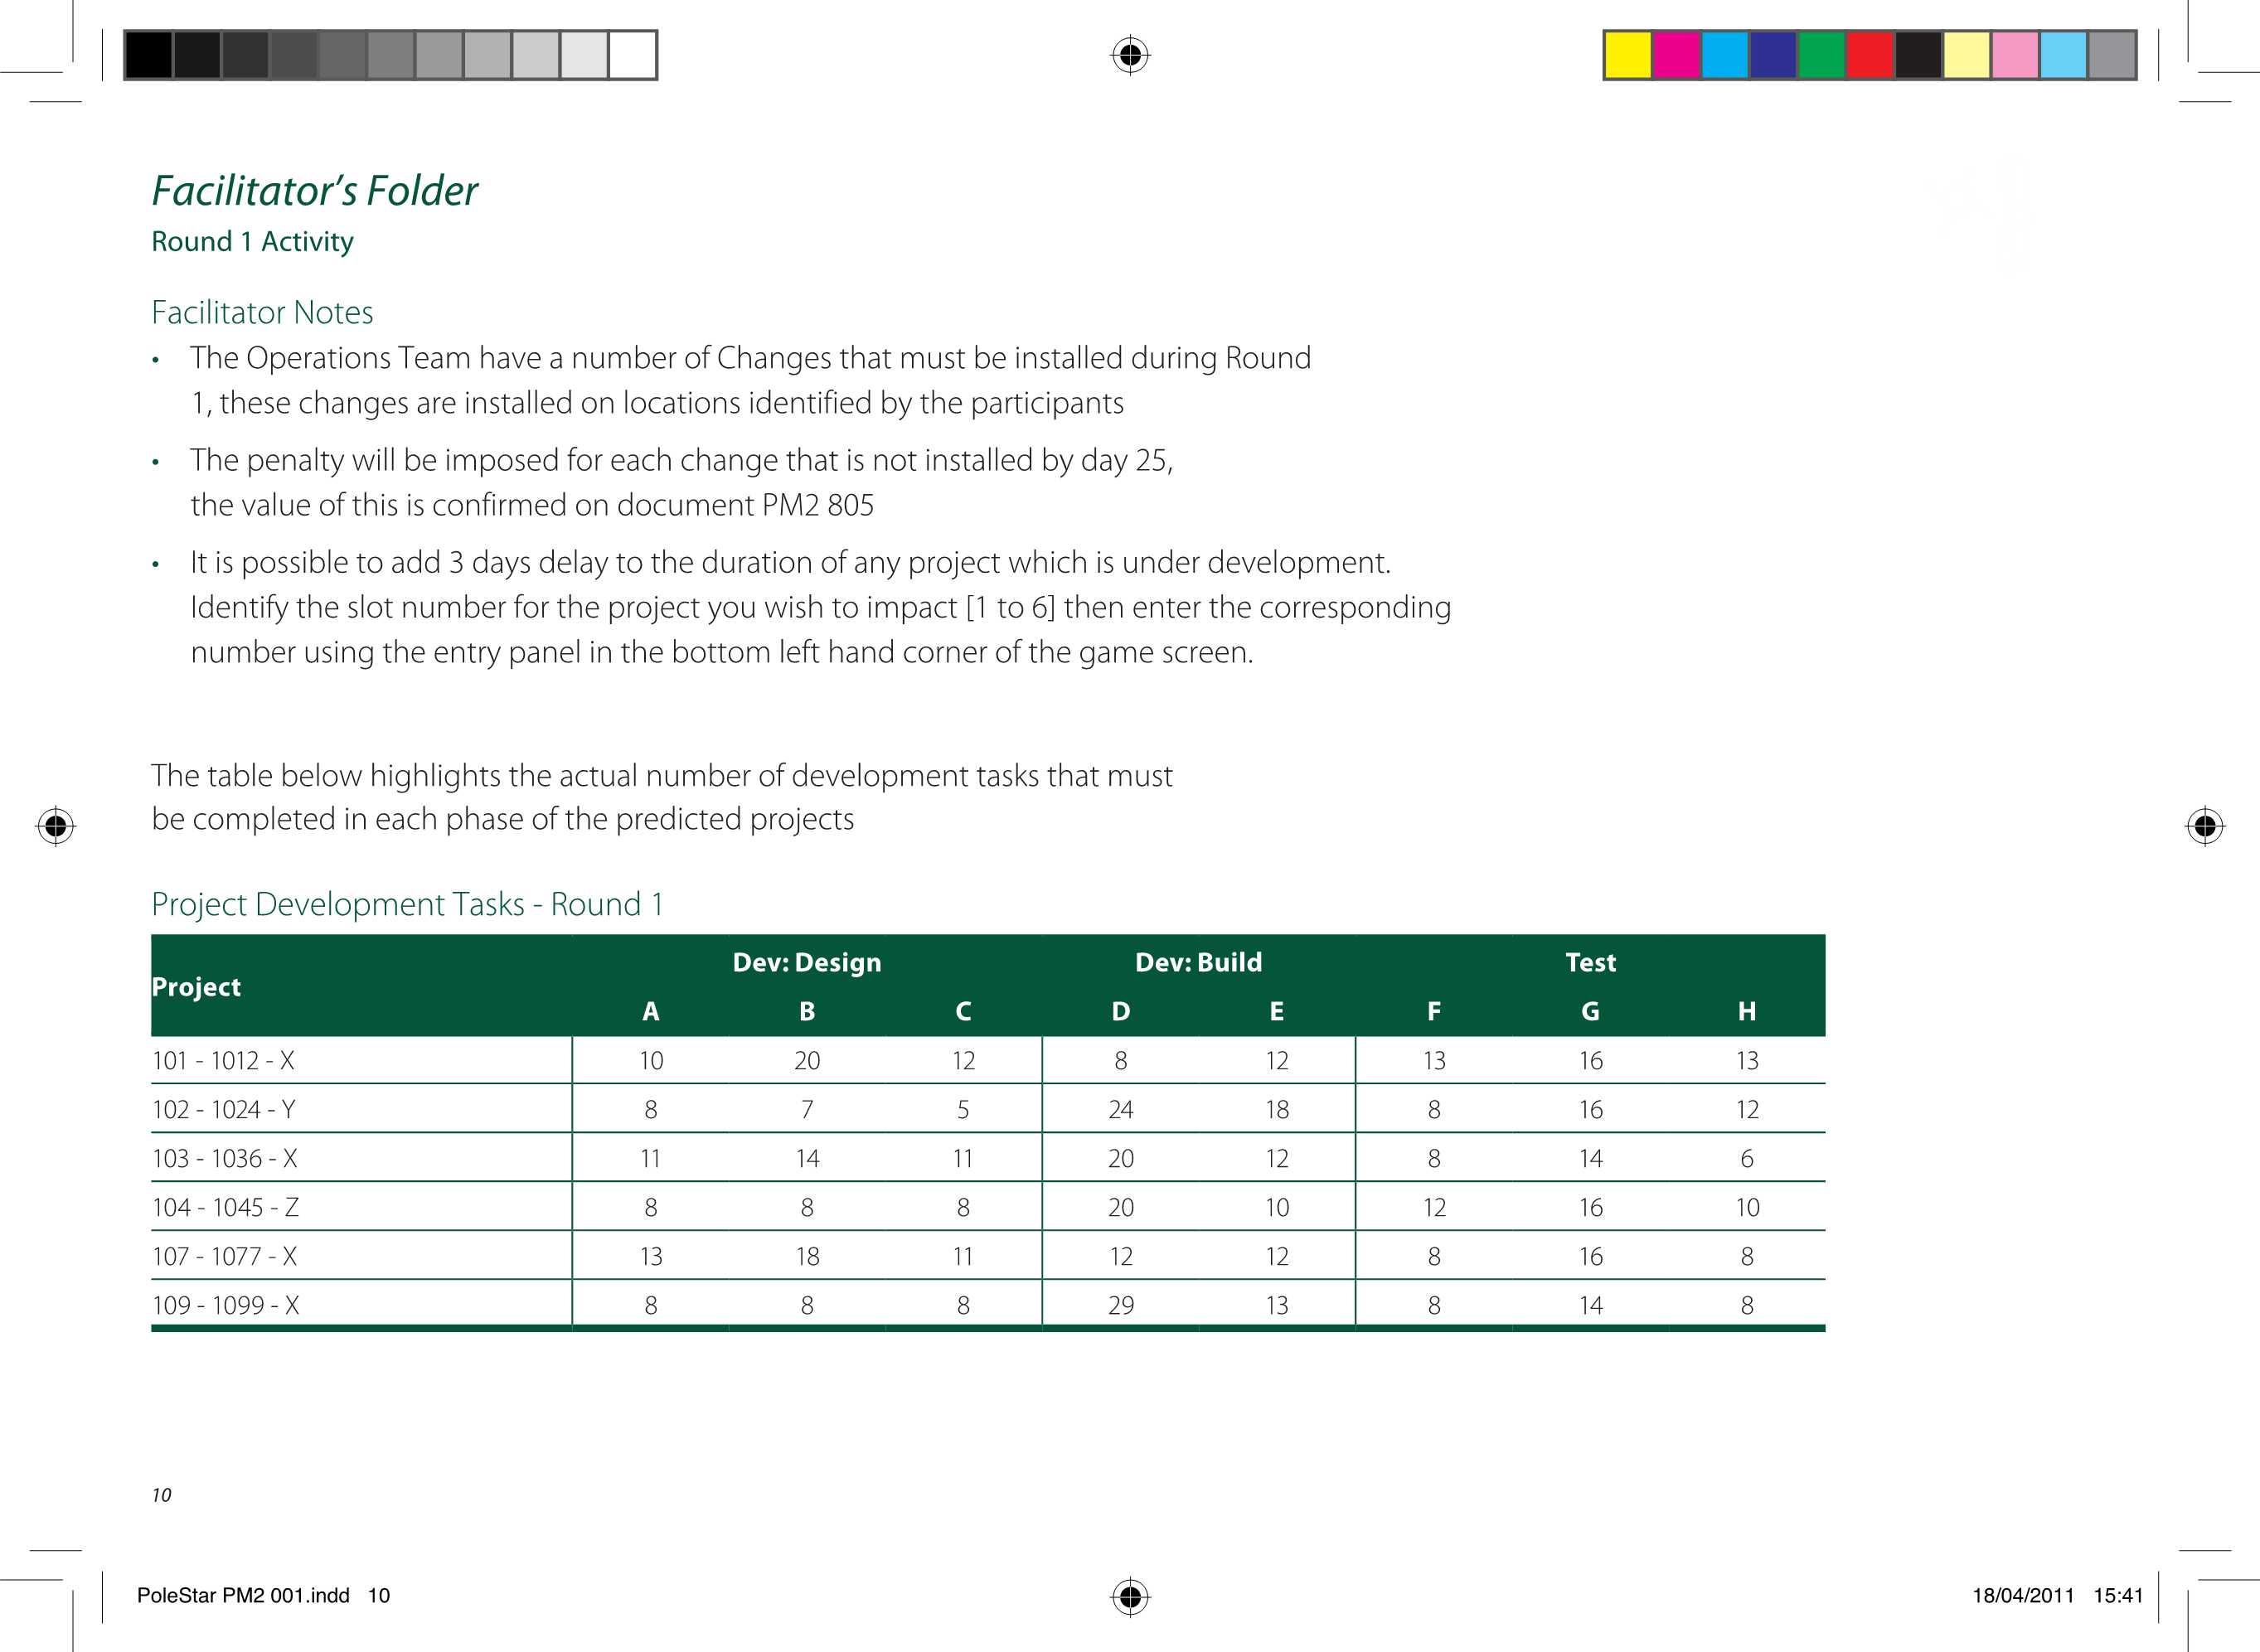 Facilitator’s Folder
Round 1 Activity
Facilitator Notes
• The Operations Team have a number of Changes that must be installed during Round
1, these changes are installed on locations identified by the participants
• The penalty will be imposed for each change that is not installed by day 25,
the value of this is confirmed on document PM2 805
• It is possible to add 3 days delay to the duration of any project which is under development.
Identify the slot number for the project you wish to impact [1 to 6] then enter the corresponding
number using the entry panel in the bottom left hand corner of the game screen.
The table below highlights the actual number of development tasks that must
be completed in each phase of the predicted projects
Project Development Tasks - Round 1
Project Dev: Design Dev: Build Test
A B C D E F G H
101 - 1012 - X 10 20 12 8 12 13 16 13
102 - 1024 - Y 8 7 5 24 18 8 16 12
103 - 1036 - X 11 14 11 20 12 8 14 6
104 - 1045 - Z 8 8 8 20 10 12 16 10
107 - 1077 - X 13 18 11 12 12 8 16 8
109 - 1099 - X 8 8 8 29 13 8 14 8
10
PoleStar PM2 001.indd 10 18/04/2011 15:41